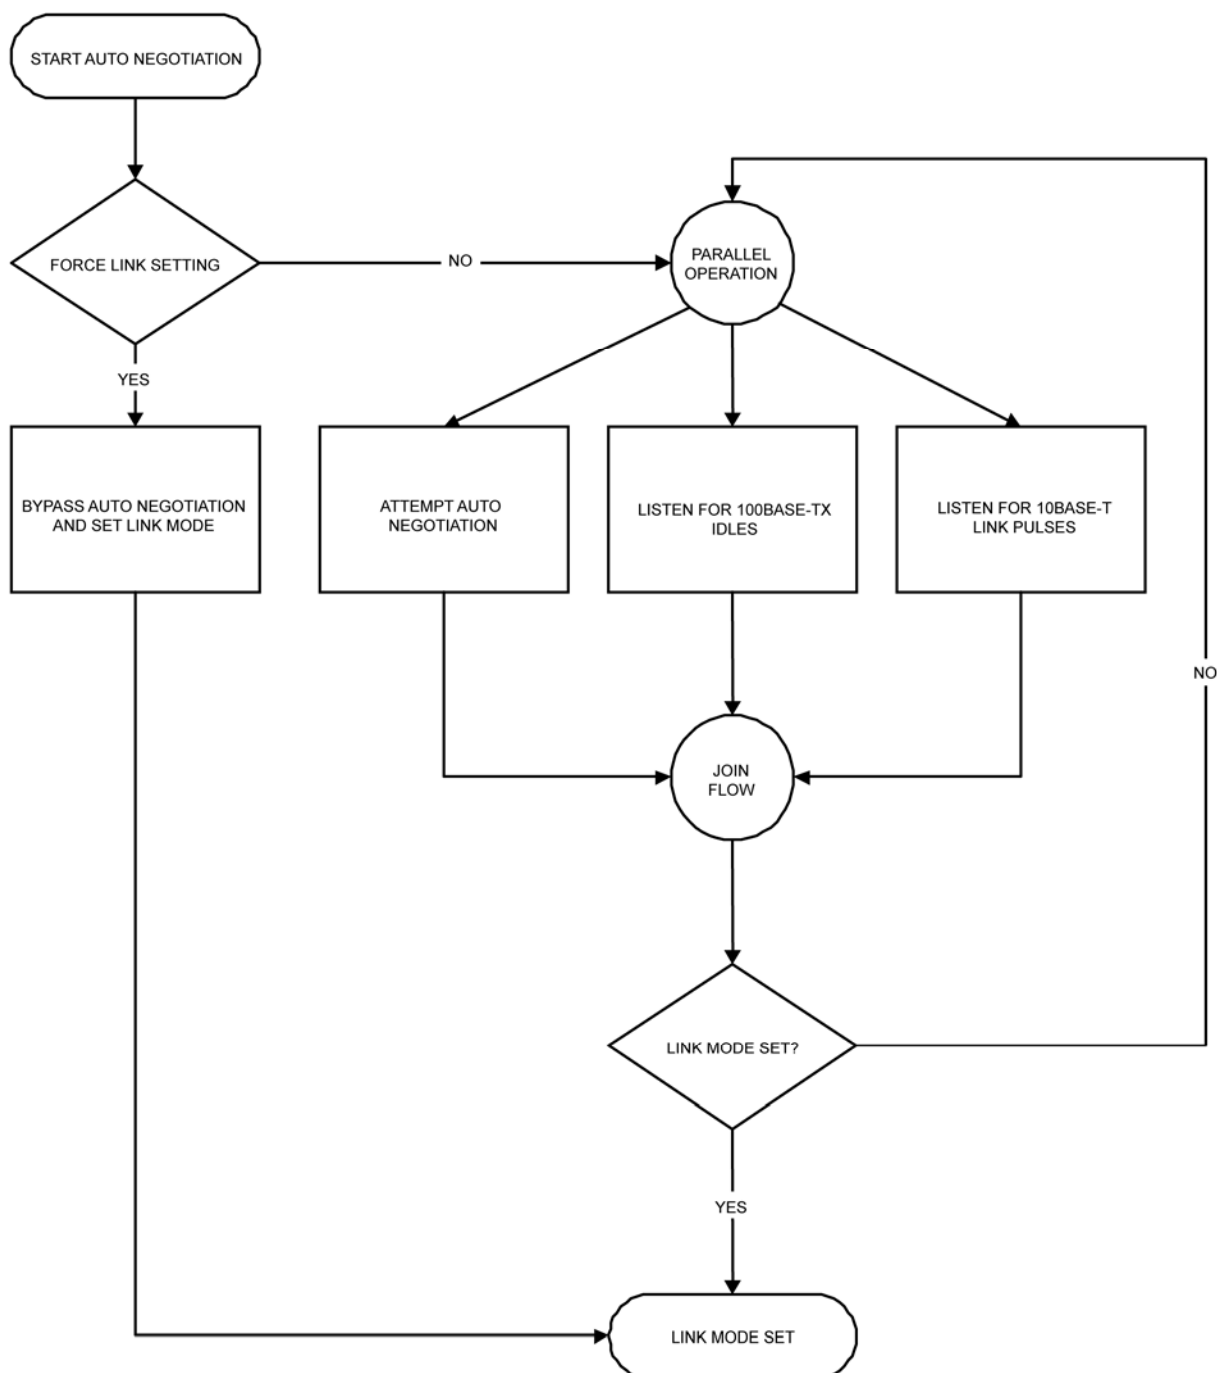 START AUTO NEGOTIATION
FORCE LINK SETTING
NO
PARALLEL
OPERATION
YES
BYPASS AUTO NEGOTIATION
AND SET LINK MODE
ATTEMPT AUTO
NEGOTIATION
LISTEN FOR 100BASE-TX
IDLES
LISTEN FOR 10BASE-T
LINK PULSES
NO
JOIN
FLOW
LINK MODE SET?
YES
LINK MODE SET